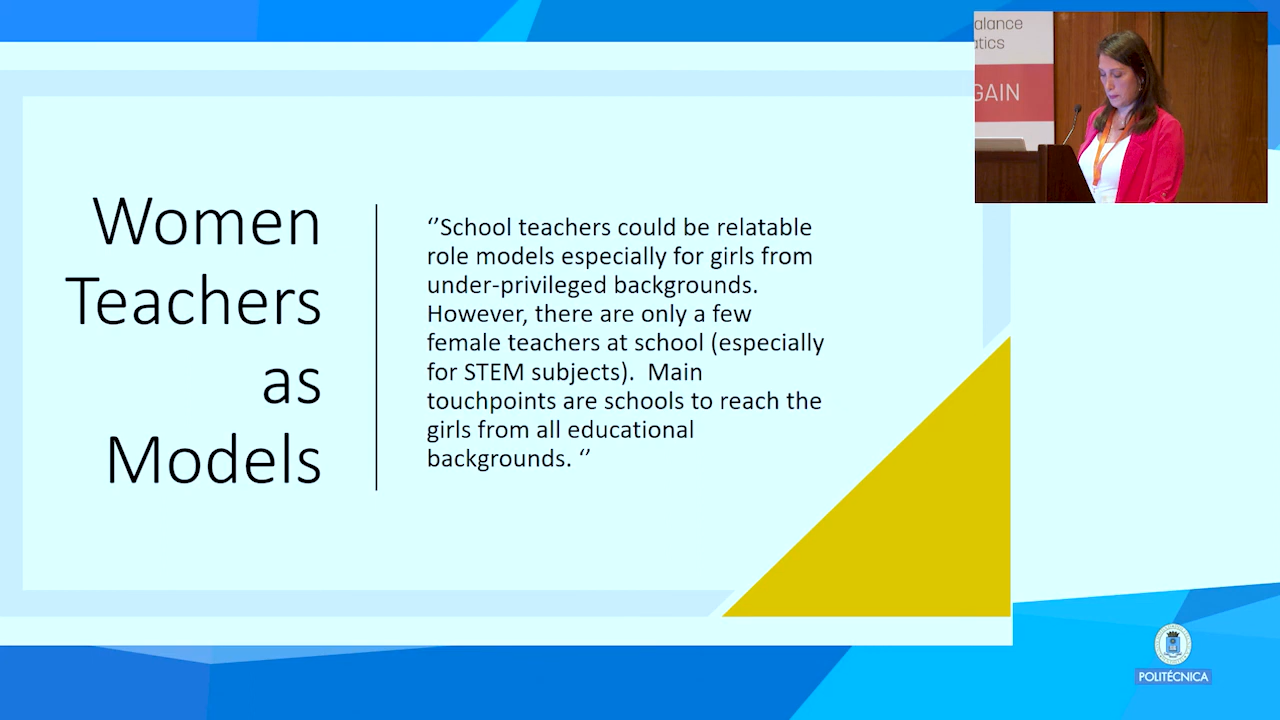 Women
Teachers
as
Models
‘’School teachers could be relatable
role models especially for girls from
under-privileged backgrounds.
However, there are only a few
female teachers at school (especially
for STEM subjects).  Main
touchpoints are schools to reach the
girls from all educational
backgrounds. ‘’
alance
atics
GAIN
POLITÉCNICA